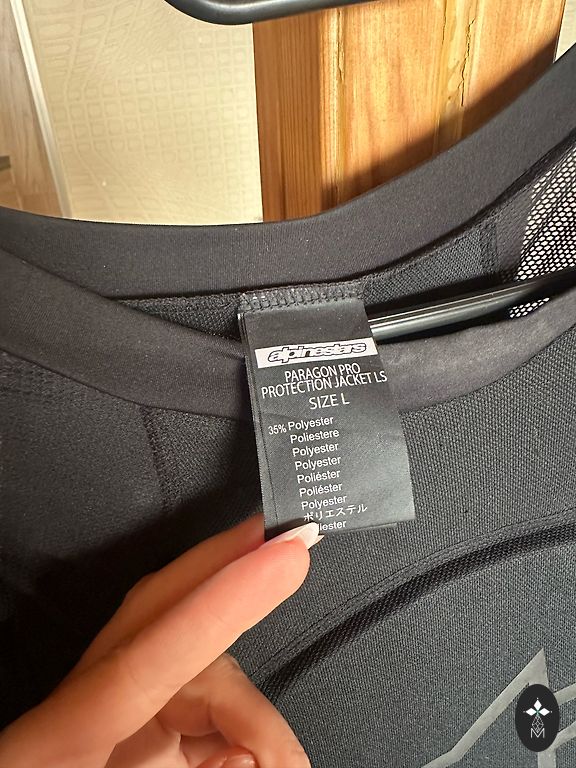 alpinestars
PARAGON PRO
PROTECTION JACKET LS
SIZE L
35% Polyester
Poliestere
Polyester
Polyester
Poliéster
Poliéster
Polyester
ポリエステル